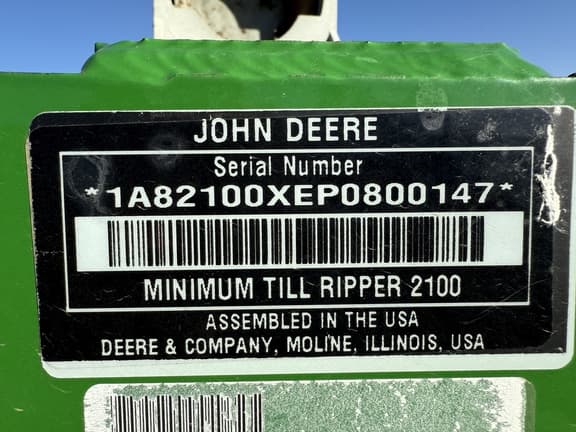 JOHN DEERE
Serial Number
*1A82100XEP0800147*
MINIMUM TILL RIPPER 2100
ASSEMBLED IN THE USA
DEERE & COMPANY, MOLINE, ILLINOIS, USA